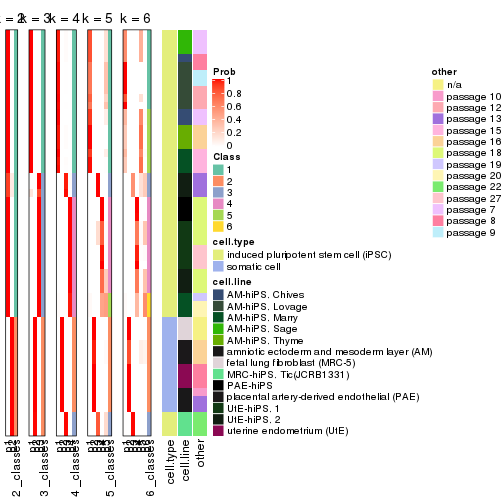 k = 2
k = 3
k = 4
k = 5
k = 6
Prob
1
0.8
0.6
0.4
0.2
0
Class
1
2
3
4
5
6
cell.type
induced pluripotent stem cell (iPSC)
somatic cell
cell.line
AM-hiPS. Chives
AM-hiPS. Lovage
AM-hiPS. Marry
AM-hiPS. Sage
AM-hiPS. Thyme
amniotic ectoderm and mesoderm layer (AM)
fetal lung fibroblast (MRC-5)
MRC-hiPS. Tic(JCRB1331)
PAE-hiPS
placental artery-derived endothelial (PAE)
UtE-hiPS. 1
UtE-hiPS. 2
uterine endometrium (UtE)
other
n/a
passage 10
passage 12
passage 13
passage 15
passage 16
passage 18
passage 19
passage 20
passage 22
passage 27
passage 7
passage 8
passage 9
2_classes
3_classes
4_classes
5_classes
6_classes
cell.type
cell.line
other